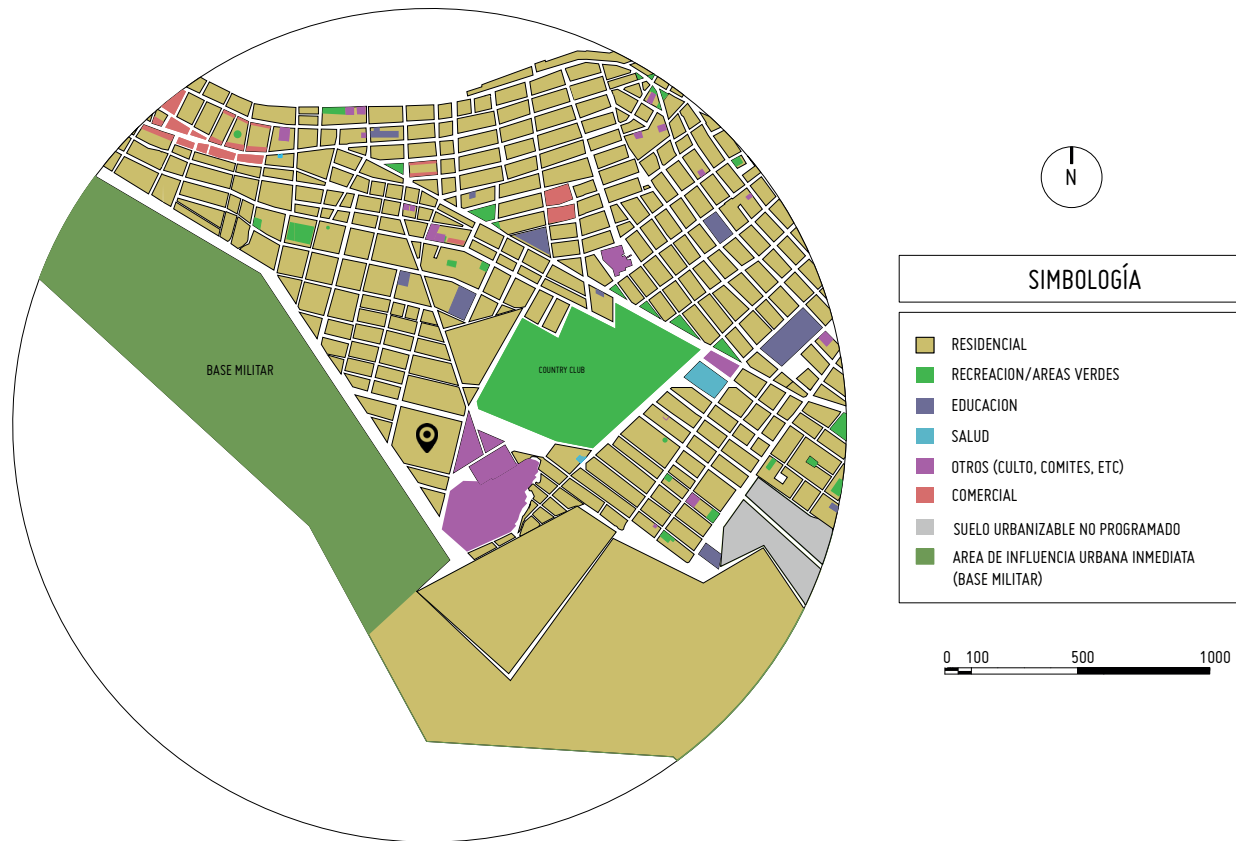 BASE MILITAR
COUNTRY CLUB
N
SIMBOLOGÍA
RESIDENCIAL
RECREACION/AREAS VERDES
EDUCACION
SALUD
OTROS (CULTO, COMITES, ETC)
COMERCIAL
SUELO URBANIZABLE NO PROGRAMADO
AREA DE INFLUENCIA URBANA INMEDIATA
(BASE MILITAR)
0 100 500 1000